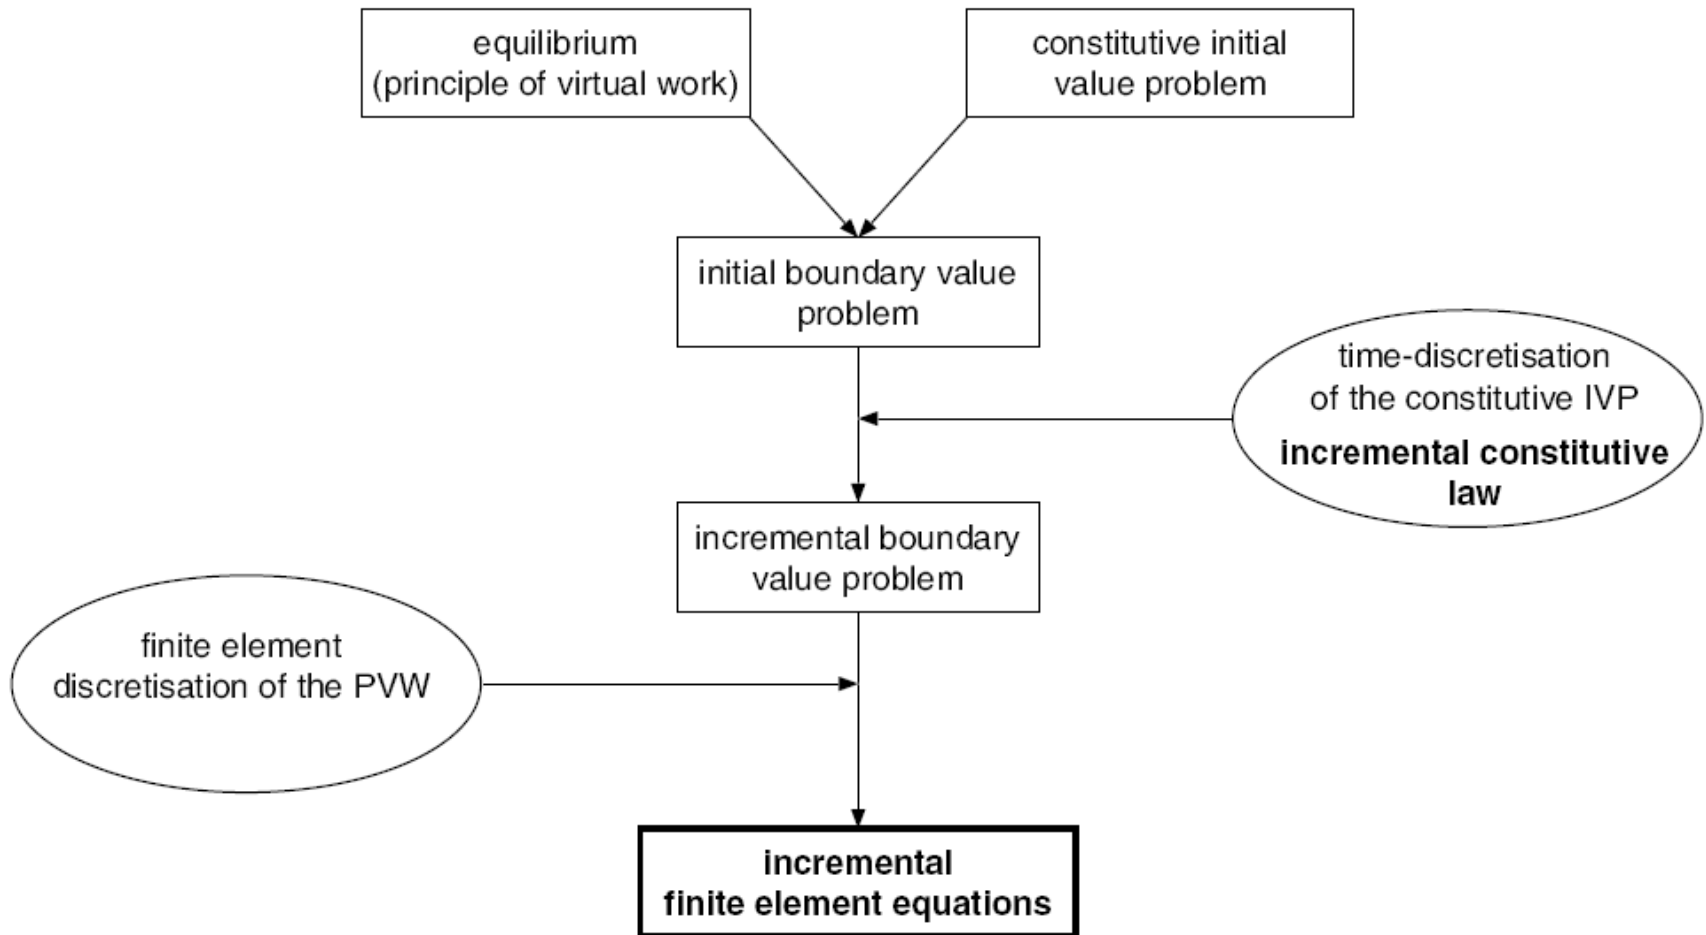 equilibrium
(principle of virtual work)
constitutive initial
value problem
initial boundary value
problem
time-discretisation
of the constitutive IVP
incremental constitutive
law
incremental boundary
value problem
finite element
discretisation of the PVW
incremental
finite element equations